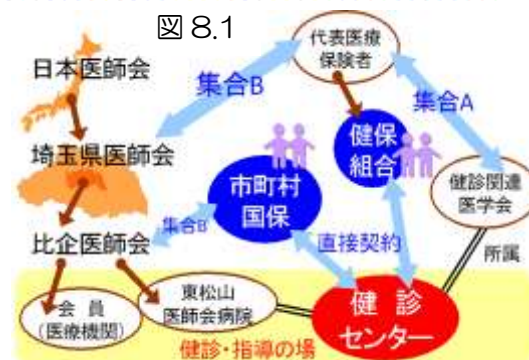 図 8.1
日本医師会
埼玉県医師会
比企医師会
会員
(医療機関)
東松山
医師会病院
代表医療
保険者
集合B
集合A
健保
組合
市町村
国保
集合B
直接契約
健診関連
医学会
所属
健診
センター
健診・指導の場